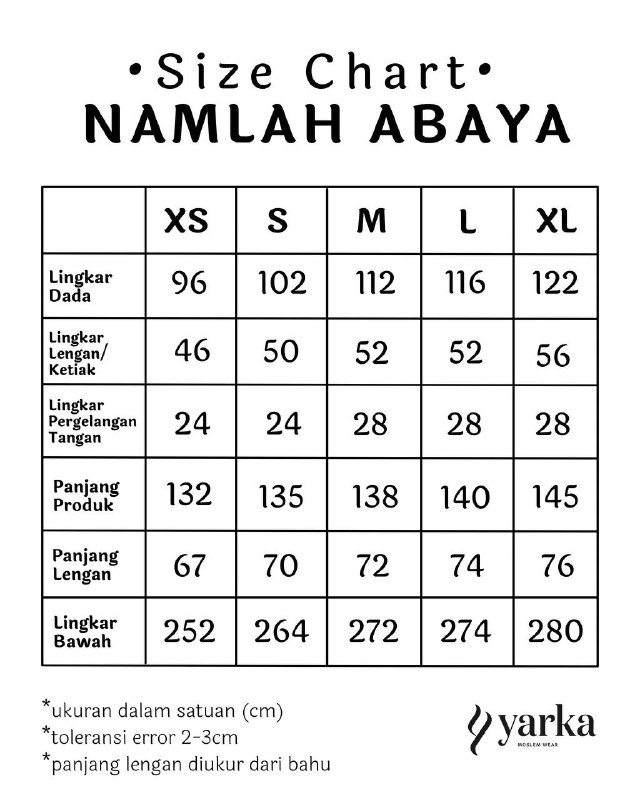 •Size Chart•
NAMLAH ABAYA
XS S M L XL
Lingkar
Dada
96 102 112 116 122
Lingkar
Lengan/
Ketiak
46 50 52 52 56
Lingkar
Pergelangan
Tangan
24 24 28 28 28
Panjang
Produk
132 135 138 140 145
Panjang
Lengan
67 70 72 74 76
Lingkar
Bawah
252 264 272 274 280
*ukuran dalam satuan (cm)
*toleransi error 2-3cm
*panjang lengan diukur dari bahu
yarka
MOSLEM WEAR